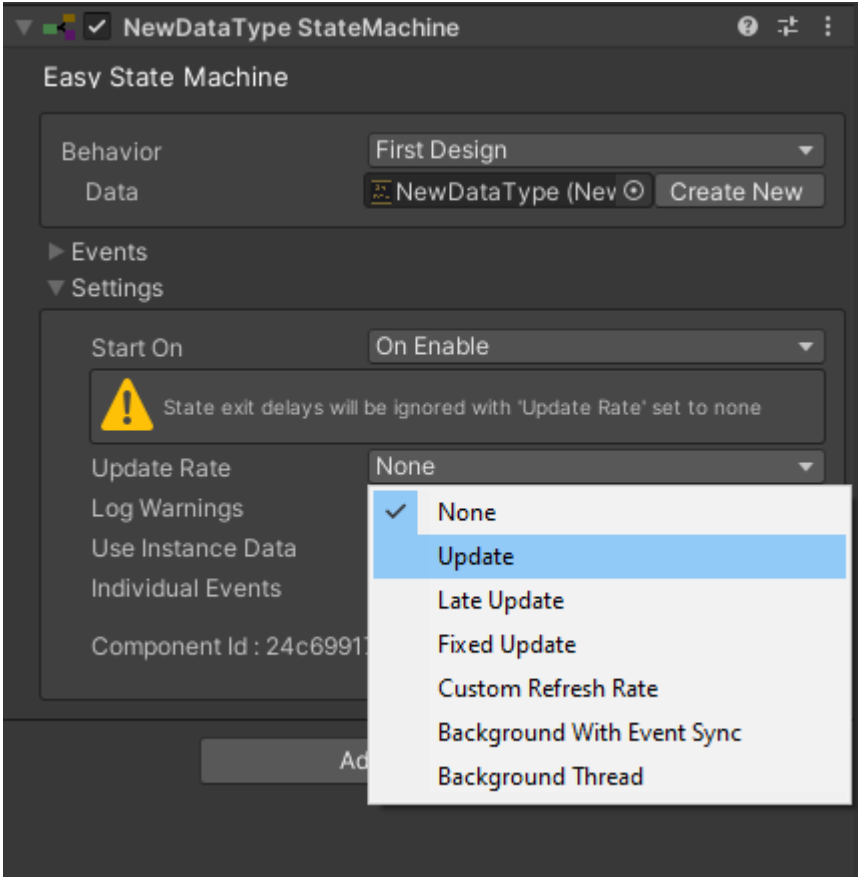 NewDataType StateMachine
Easy State Machine
Behavior First Design
Data NewDataType (Nev Create New
Events
Settings
Start On On Enable
State exit delays will be ignored with 'Update Rate' set to none
Update Rate None
Log Warnings None
Use Instance Data Update
Individual Events Late Update
Fixed Update
Component Id : 24c6991
Custom Refresh Rate
Background With Event Sync
Ad
Background Thread